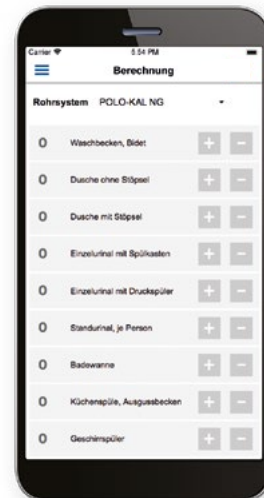 Carrier 5:54 PM
Berechnung
Rohrsystem POLO-KAL NG
0 Waschbecken, Bidet + -
0 Dusche ohne Stöpsel + -
0 Dusche mit Stöpsel + -
0 Einzelurinal mit Spülkasten + -
0 Einzelurinal mit Druckspüler + -
0 Standurinal, je Person + -
0 Badewanne + -
0 Küchenspüle, Ausgussbecken + -
0 Geschirrspüler + -